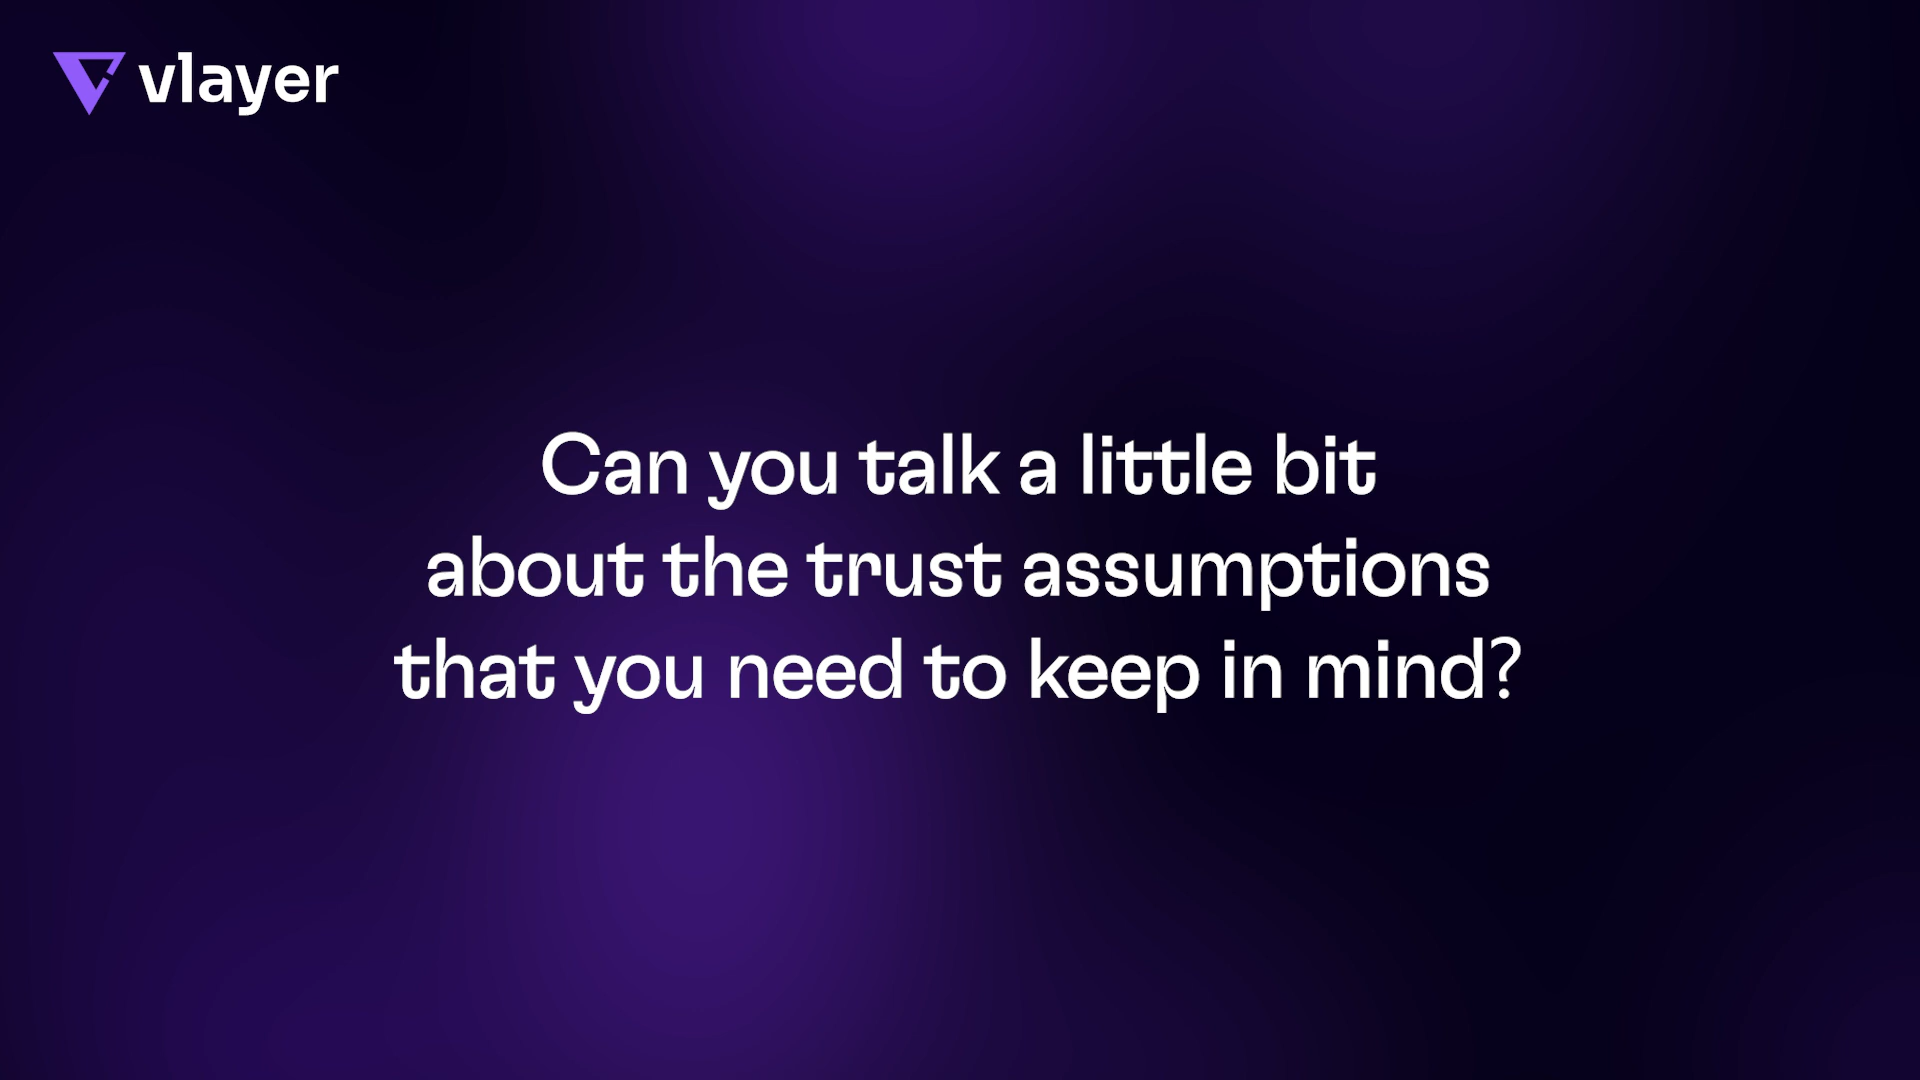 vlayer
Can you talk a little bit
about the trust assumptions
that you need to keep in mind?